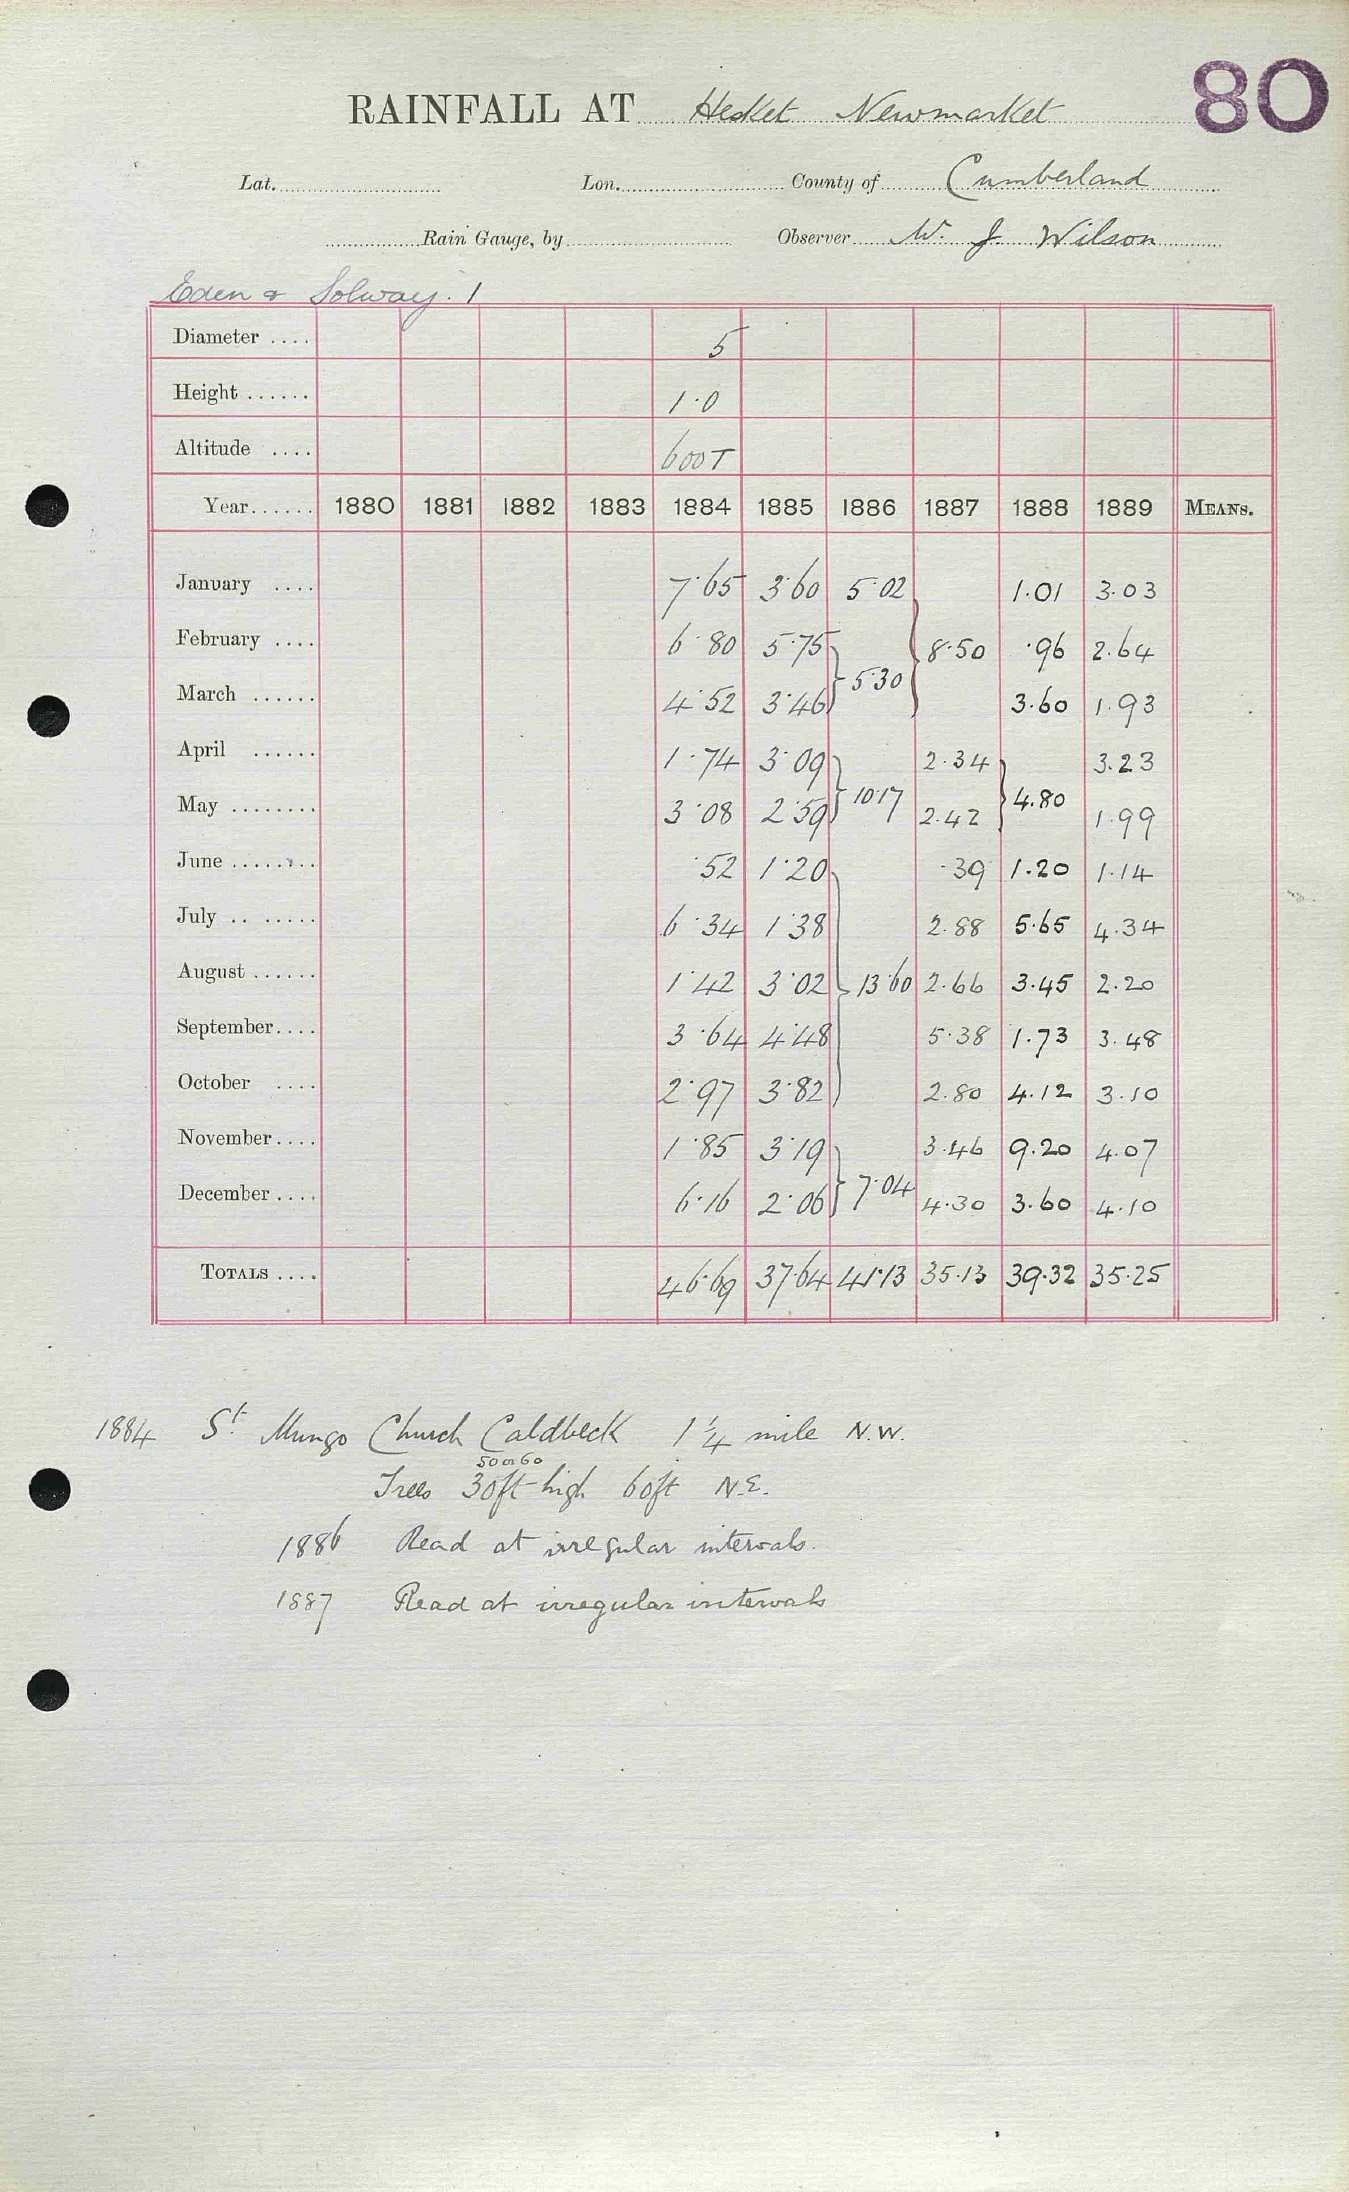 80
RAINFALL AT Hesket Newmarket
Lat. Lon. County of Cumberland
Rain Gauge, by Observer W. J. Wilson
Eden & Solway. 1
Diameter .... 5
Height ...... 1.0
Altitude .... 600T
Year...... 1880 1881 1882 1883 1884 1885 1886 1887 1888 1889 MEANS.
January .... 7.65 3.60 5.02 1.01 3.03
February .... 6.80 5.75 8.50 .96 2.64
March ...... 4.52 3.46 5.30 3.60 1.93
April ...... 1.74 3.09 2.34 3.23
May ........ 3.08 2.59 10.17 2.42 4.80 1.99
June ........ .52 1.20 .39 1.20 1.14
July .. ..... 6.34 1.38 2.88 5.65 4.34
August ...... 1.42 3.02 13.60 2.66 3.45 2.20
September.... 3.64 4.48 5.38 1.73 3.48
October .... 2.97 3.82 2.80 4.12 3.10
November.... 1.85 3.19 3.46 9.20 4.07
December.... 6.16 2.06 7.04 4.30 3.60 4.10
TOTALS .... 46.69 37.64 41.13 35.13 39.32 35.25
1884 St. Mungo Church Caldbeck 1 1/4 mile N.W.
50 or 60
Trees 30ft high 60ft N.E.
1886 Read at irregular intervals.
1887 Read at irregular intervals